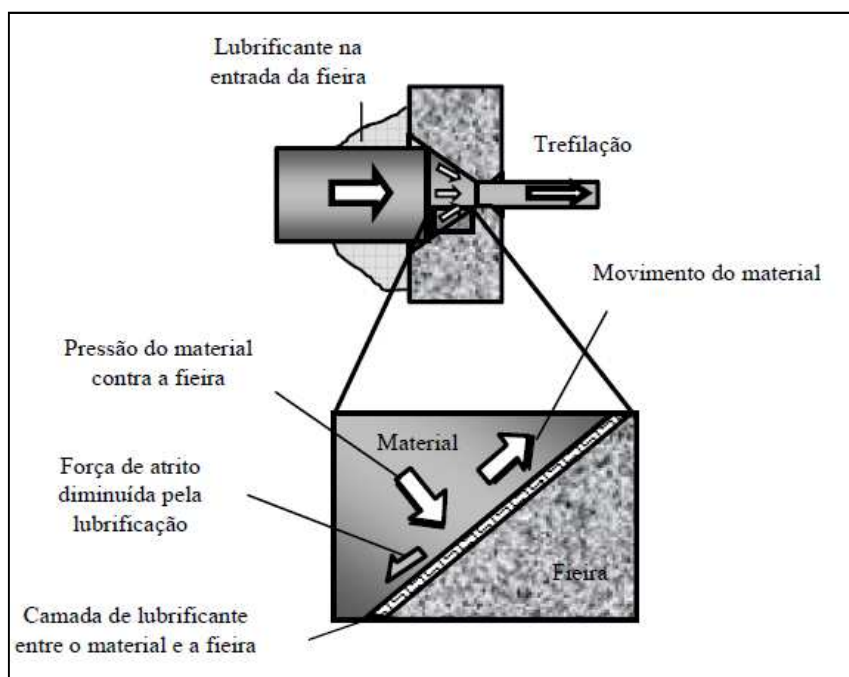 Lubrificante na
entrada da fieira
Trefilação
Movimento do material
Pressão do material
contra a fieira
Material
Força de atrito
diminuída pela
lubrificação
Fieira
Camada de lubrificante
entre o material e a fieira